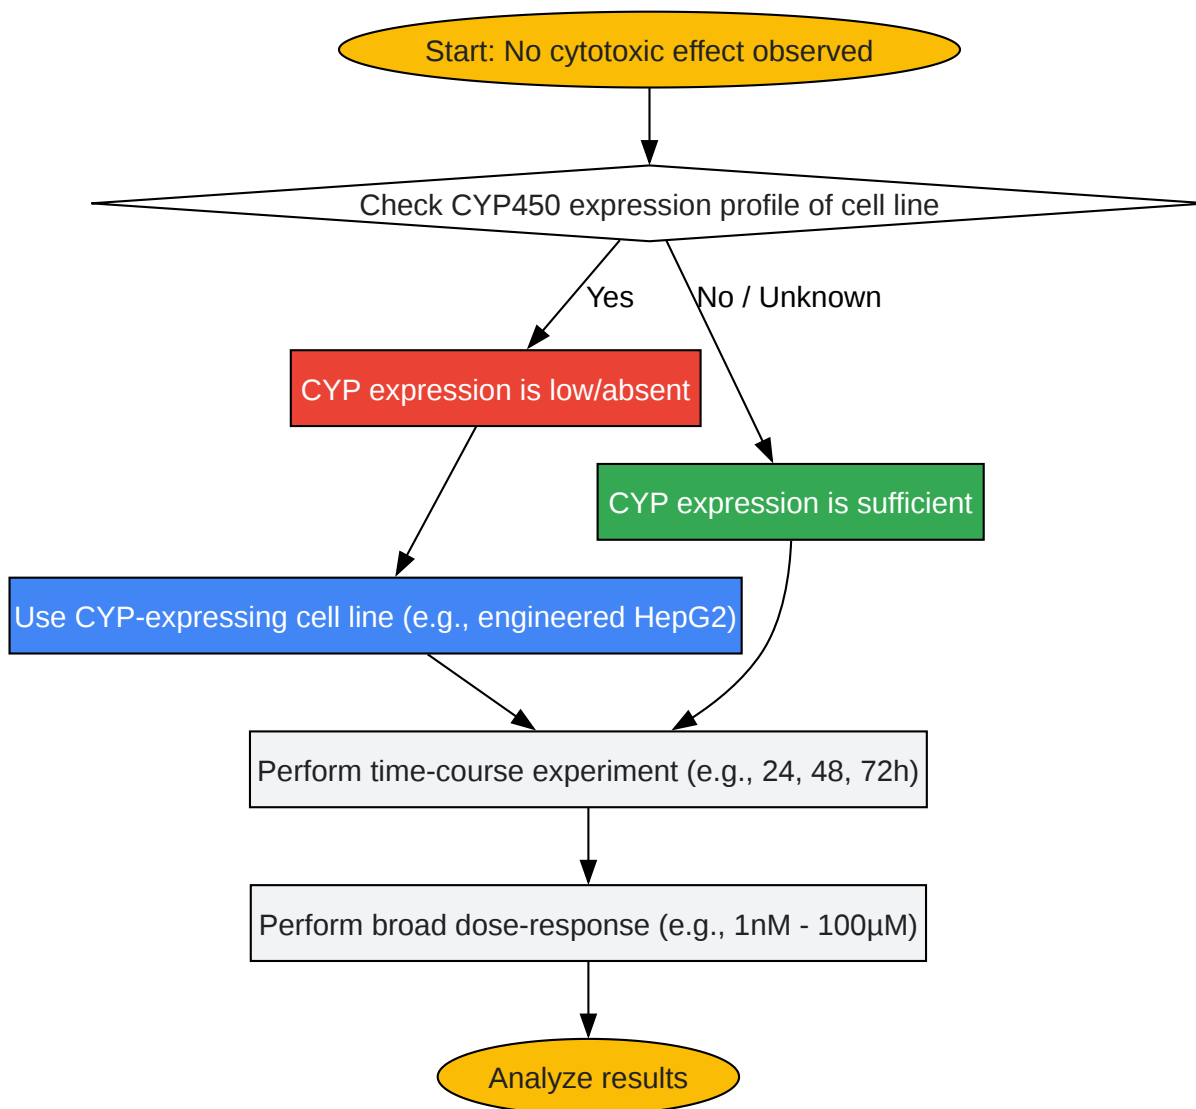 Start: No cytotoxic effect observed
Check CYP450 expression profile of cell line
Yes
No / Unknown
CYP expression is low/absent
CYP expression is sufficient
Use CYP-expressing cell line (e.g., engineered HepG2)
Perform time-course experiment (e.g., 24, 48, 72h)
Perform broad dose-response (e.g., 1nM - 100µM)
Analyze results